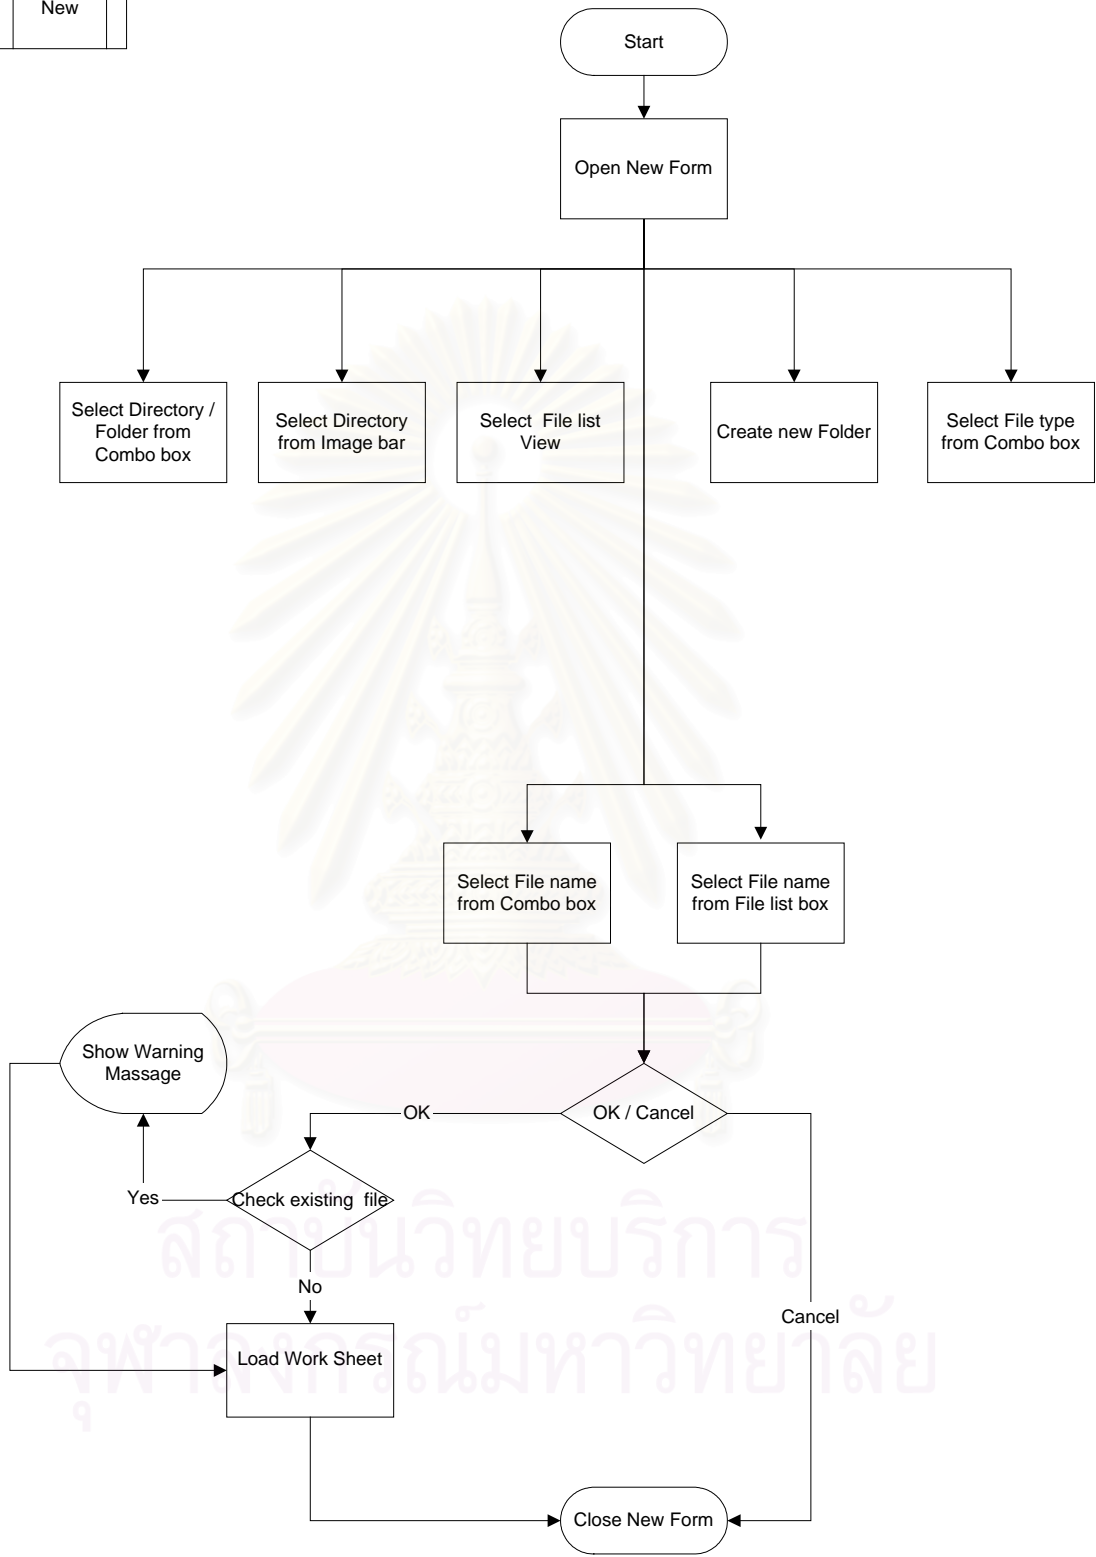 New
Start
Open New Form
Select Directory /
Folder from
Combo box
Select Directory
from Image bar
Select File list
View
Create new Folder
Select File type
from Combo box
Select File name
from Combo box
Select File name
from File list box
Show Warning
Massage
OK
OK / Cancel
Yes
Check existing file
No
Cancel
Load Work Sheet
Close New Form
สถาบันวิทยบริการ
จุฬาลงกรณ์มหาวิทยาลัย